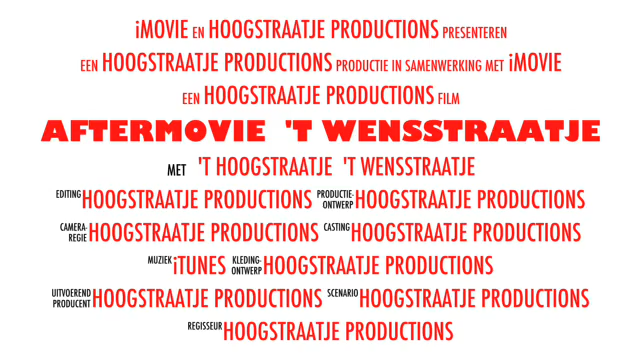 iMOVIE EN HOOGSTRAATJE PRODUCTIONS PRESENTEREN
EEN HOOGSTRAATJE PRODUCTIONS PRODUCTIE IN SAMENWERKING MET iMOVIE
EEN HOOGSTRAATJE PRODUCTIONS FILM
AFTERMOVIE 'T WENSSTRAATJE
MET 'T HOOGSTRAATJE 'T WENSSTRAATJE
EDITING HOOGSTRAATJE PRODUCTIONS PRODUCTIE-ONTWERP HOOGSTRAATJE PRODUCTIONS
CAMERA-REGIE HOOGSTRAATJE PRODUCTIONS CASTING HOOGSTRAATJE PRODUCTIONS
MUZIEK iTUNES KLEDING-ONTWERP HOOGSTRAATJE PRODUCTIONS
UITVOEREND PRODUCENT HOOGSTRAATJE PRODUCTIONS SCENARIO HOOGSTRAATJE PRODUCTIONS
REGISSEUR HOOGSTRAATJE PRODUCTIONS